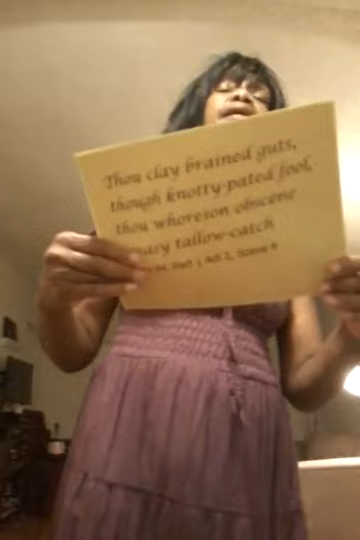 Thou clay brained guts,
though knotty-pated fool,
thou whoreson obscene
tallow-catch
Part 1 Act 2, Scene 4